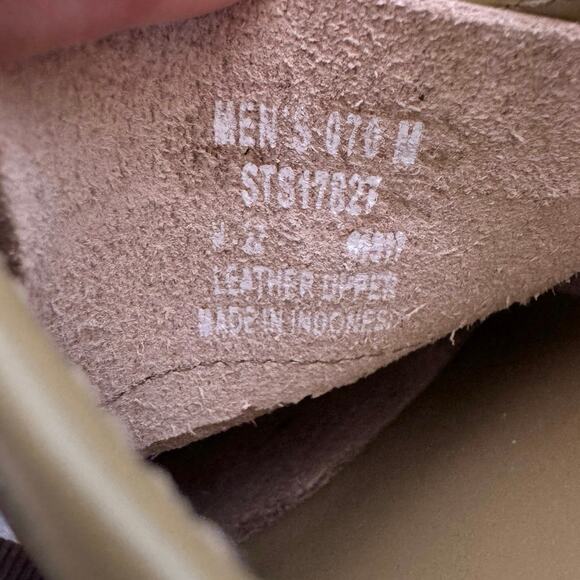 MEN'S 070 M
STS17827
LEATHER UPPER
MADE IN INDONESIA